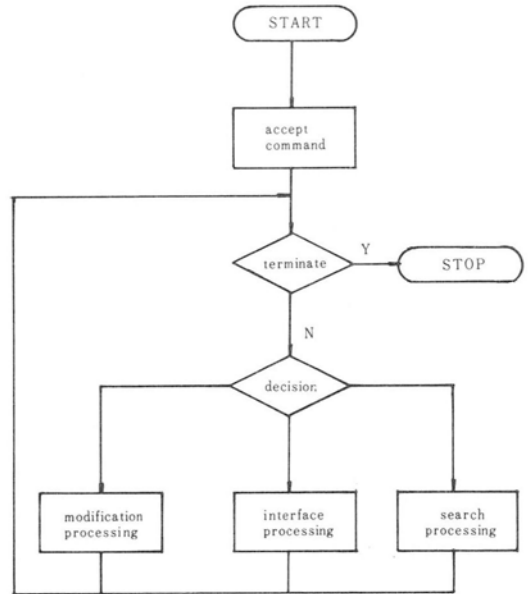 START
accept
command
terminate
Y
STOP
N
decision
modification
processing
interface
processing
search
processing